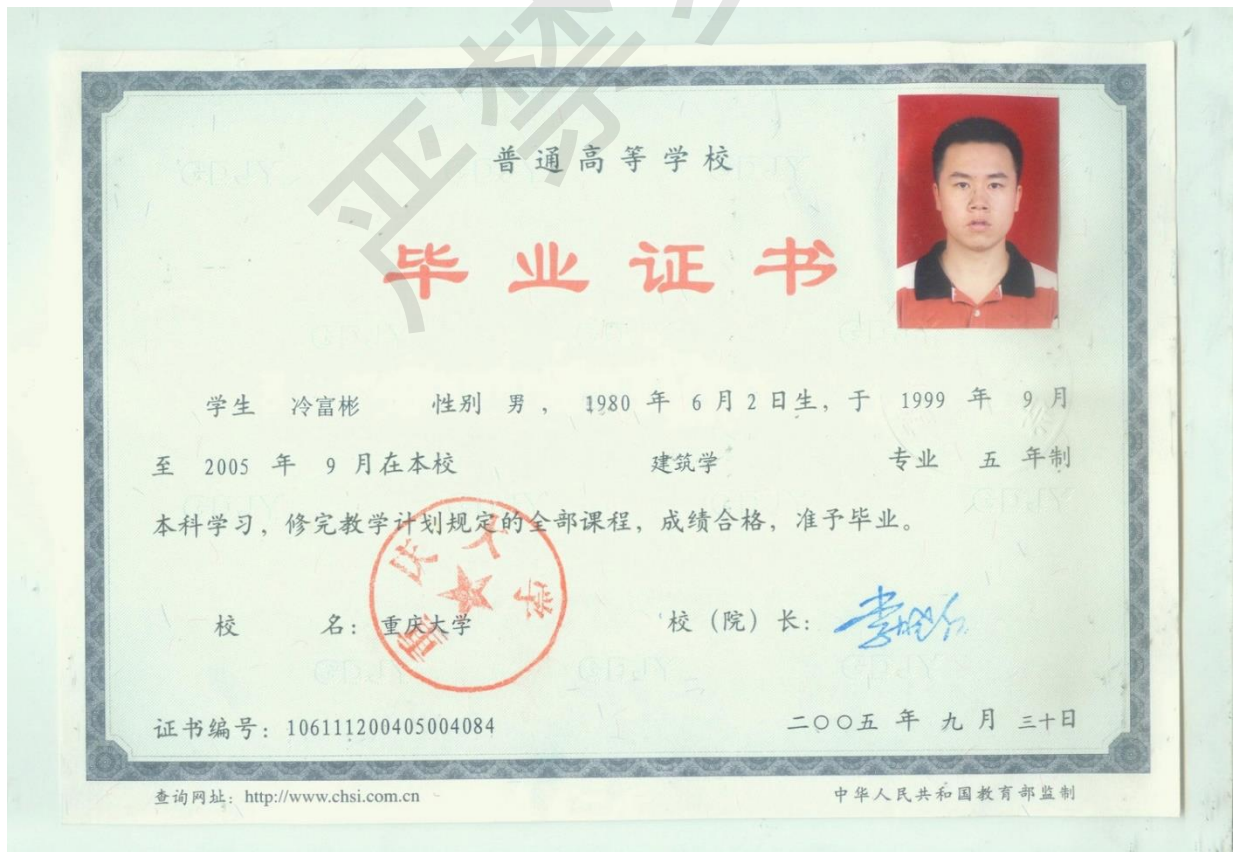 严禁
普通高等学校
毕业证书
学生 冷富彬 性别 男 ， 1980 年 6 月 2 日生，于 1999 年 9 月
至 2005 年 9 月在本校 建筑学 专业 五 年制
本科学习，修完教学计划规定的全部课程，成绩合格，准予毕业。
重庆大学
校 名：重庆大学 校（院）长：
证书编号：106111200405004084 二〇〇五 年 九 月 三十日
查询网址：http://www.chsi.com.cn 中华人民共和国教育部监制